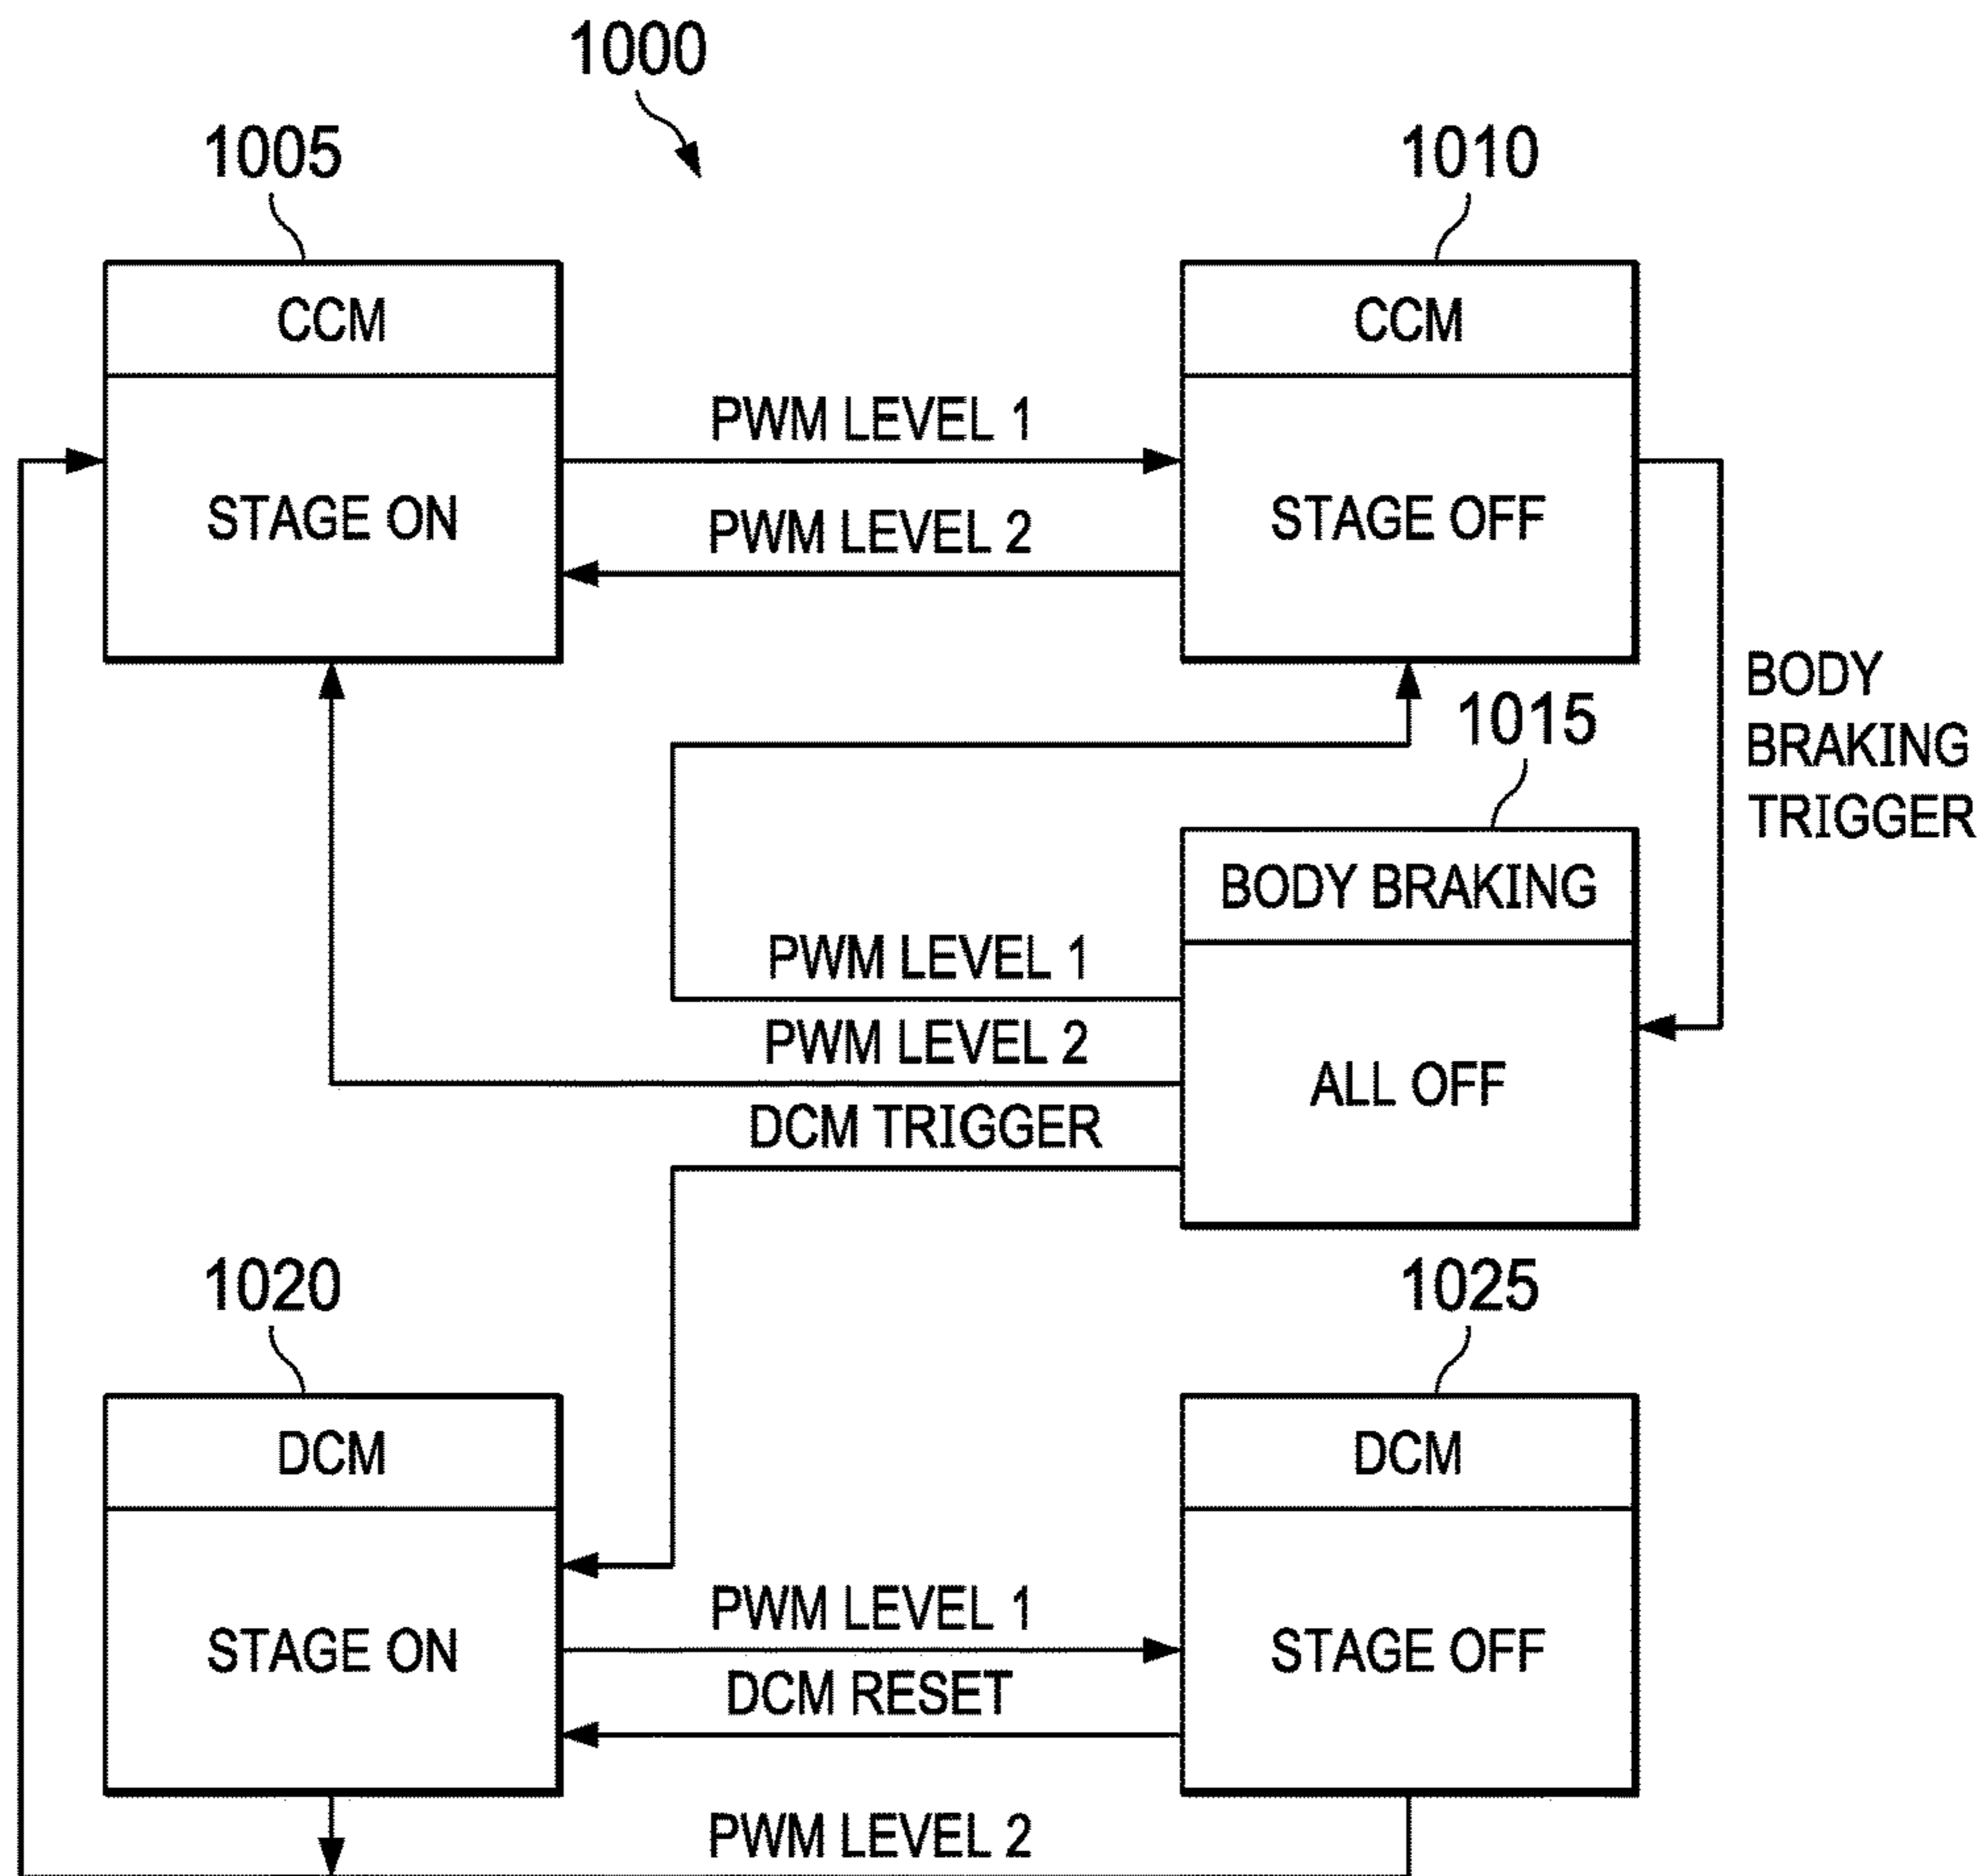 1000
1005
1010
CCM
CCM
PWM LEVEL 1
STAGE ON
STAGE OFF
PWM LEVEL 2
BODY
BRAKING
TRIGGER
1015
BODY BRAKING
PWM LEVEL 1
PWM LEVEL 2
ALL OFF
DCM TRIGGER
1020
1025
DCM
DCM
PWM LEVEL 1
STAGE ON
STAGE OFF
DCM RESET
PWM LEVEL 2